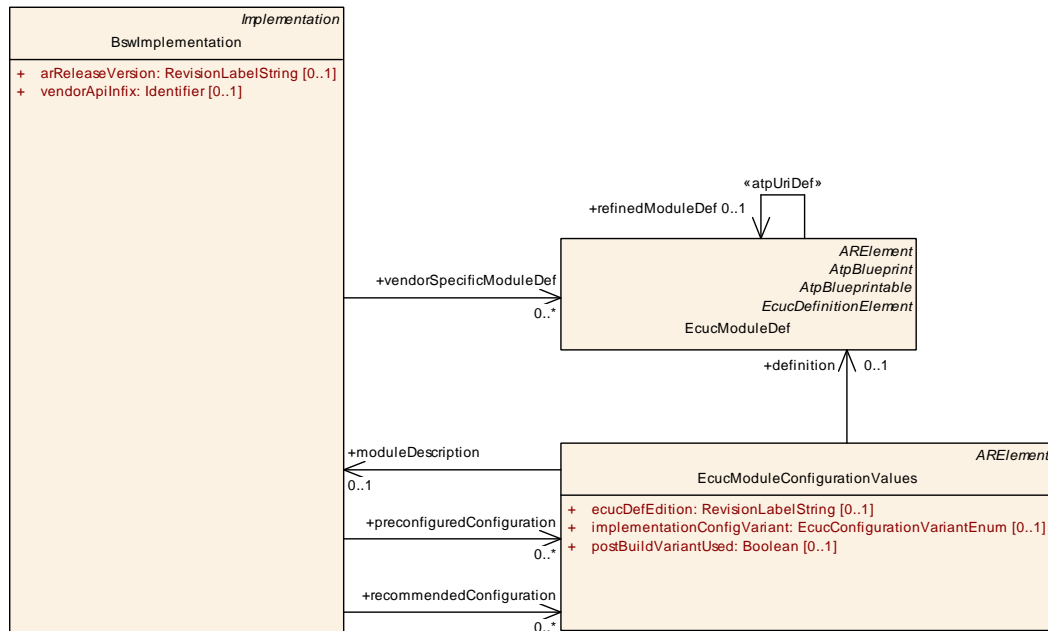 Implementation
BswImplementation
+ arReleaseVersion: RevisionLabelString [0..1]
+ vendorApiInfix: Identifier [0..1]
«atpUriDef»
+refinedModuleDef 0..1
+vendorSpecificModuleDef
0..*
ARElement
AtpBlueprint
AtpBlueprintable
EcucDefinitionElement
EcucModuleDef
+definition 0..1
+moduleDescription
0..1
ARElement
EcucModuleConfigurationValues
+ ecucDefEdition: RevisionLabelString [0..1]
+ implementationConfigVariant: EcucConfigurationVariantEnum [0..1]
+ postBuildVariantUsed: Boolean [0..1]
+preconfiguredConfiguration
0..*
+recommendedConfiguration
0..*